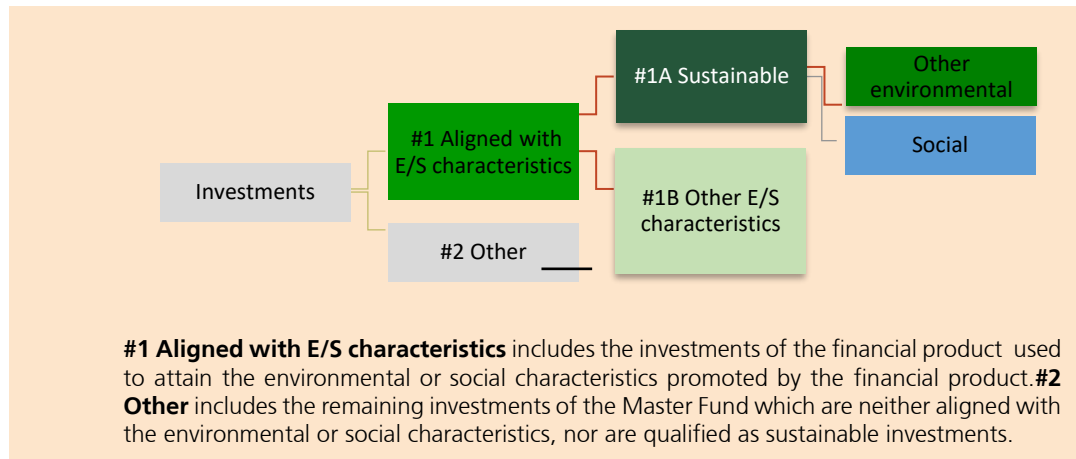 #1A Sustainable
Other
environmental
#1 Aligned with
E/S characteristics
Social
Investments
#1B Other E/S
characteristics
#2 Other
#1 Aligned with E/S characteristics includes the investments of the financial product used
to attain the environmental or social characteristics promoted by the financial product.#2
Other includes the remaining investments of the Master Fund which are neither aligned with
the environmental or social characteristics, nor are qualified as sustainable investments.